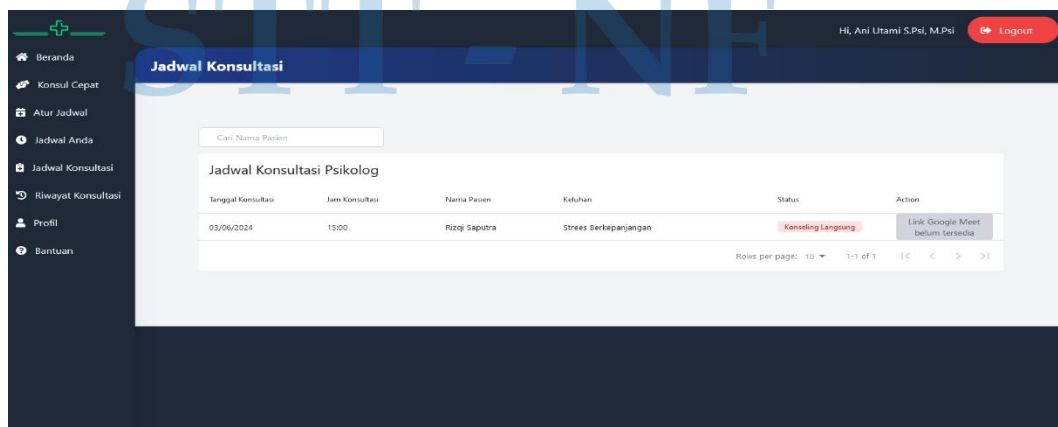 STT - NF
Hi, Ani Utami S.Psi, M.Psi
Logout
Beranda
Konsul Cepat
Atur Jadwal
Jadwal Anda
Jadwal Konsultasi
Riwayat Konsultasi
Profil
Bantuan
Jadwal Konsultasi
Cari Nama Pasien
Jadwal Konsultasi Psikolog
Tanggal Konsultasi Jam Konsultasi Nama Pasien Keluhan Status Action
03/06/2024 15:00 Rizqi Saputra Strees Berkepanjangan Konseling Langsung Link Google Meet
belum tersedia
Rows per page: 10 1-1 of 1